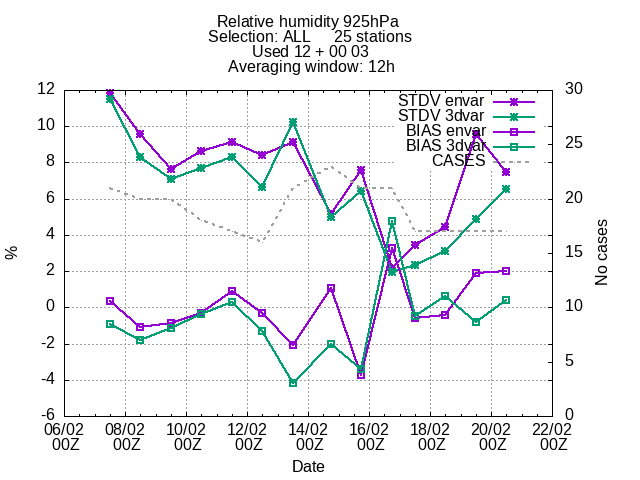 Relative humidity 925hPa
Selection: ALL 25 stations
Used 12 + 00 03
Averaging window: 12h
STDV envar
STDV 3dvar
BIAS envar
BIAS 3dvar
CASES
12
10
8
6
4
2
0
-2
-4
-6
%
30
25
20
15
10
5
0
No cases
06/02 08/02 10/02 12/02 14/02 16/02 18/02 20/02 22/02
00Z 00Z 00Z 00Z 00Z 00Z 00Z 00Z 00Z
Date